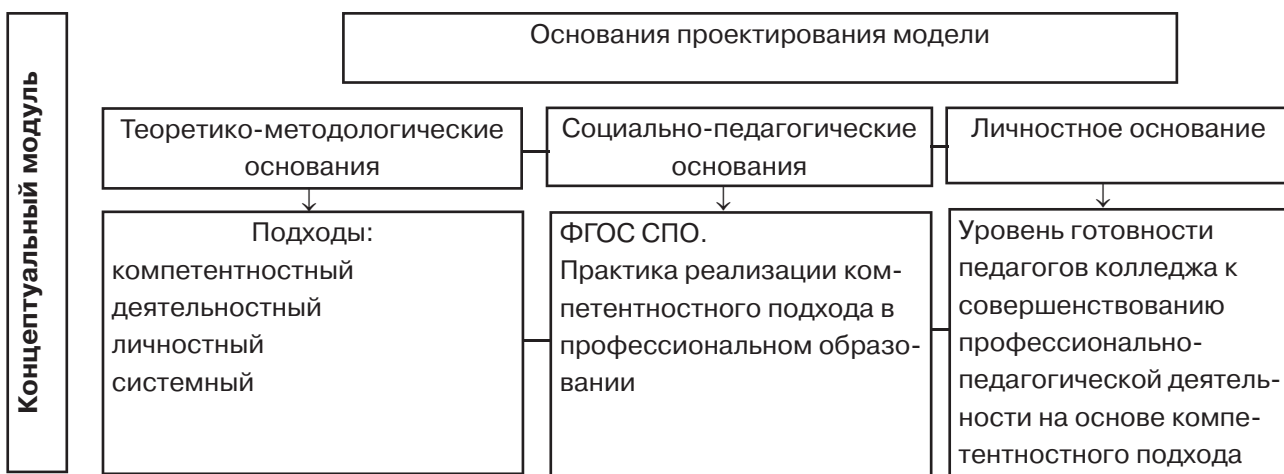 Концептуальный модуль
Основания проектирования модели
Теоретико-методологические
основания
Социально-педагогические
основания
Личностное основание
Подходы:
компетентностный
деятельностный
личностный
системный
ФГОС СПО.
Практика реализации ком-
петентностного подхода в
профессиональном образо-
вании
Уровень готовности
педагогов колледжа к
совершенствованию
профессионально-
педагогической деятель-
ности на основе компе-
тентностного подхода